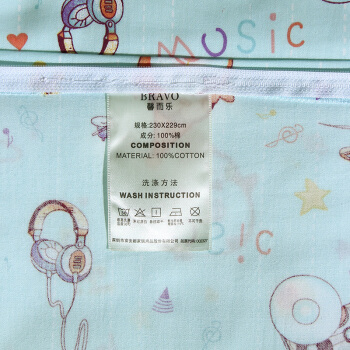 MUSIC
BRAVO
馨而乐
规格:230X229cm
成分:100%棉
COMPOSITION
MATERIAL: 100%COTTON
洗涤方法
WASH INSTRUCTION
sic